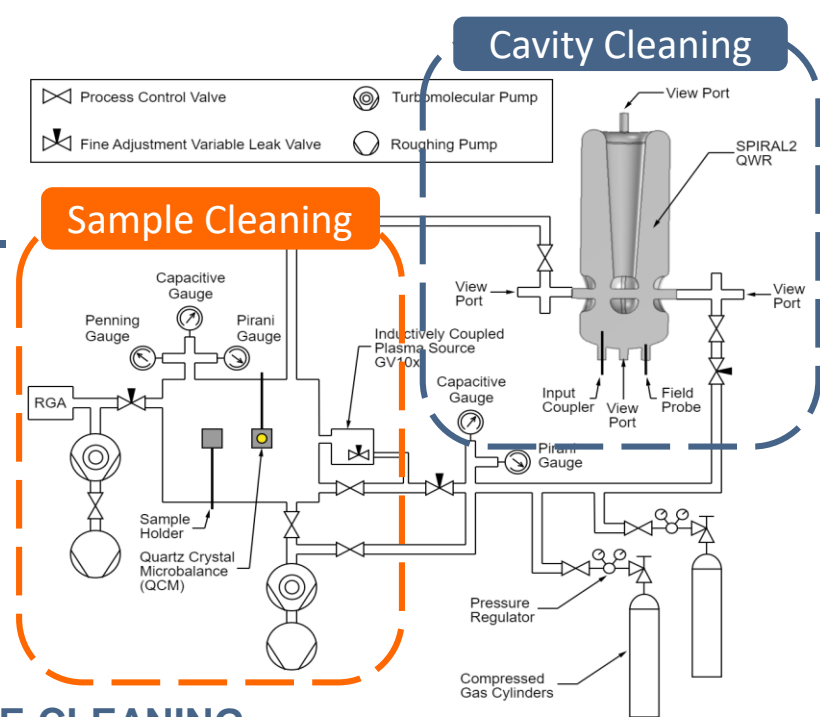 Cavity Cleaning
Process Control Valve
Turbomolecular Pump
Fine Adjustment Variable Leak Valve
Roughing Pump
View Port
SPIRAL2
QWR
Sample Cleaning
Capacitive
Gauge
Penning
Gauge
Pirani
Gauge
View
Port
View
Port
Inductively Coupled
Plasma Source
GV10x
RGA
Capacitive
Gauge
Input
Coupler
View
Port
Field
Probe
Pirani
Gauge
Sample
Holder
Quartz Crystal
Microbalance
(QCM)
Pressure
Regulator
Compressed
Gas Cylinders
CLEANING